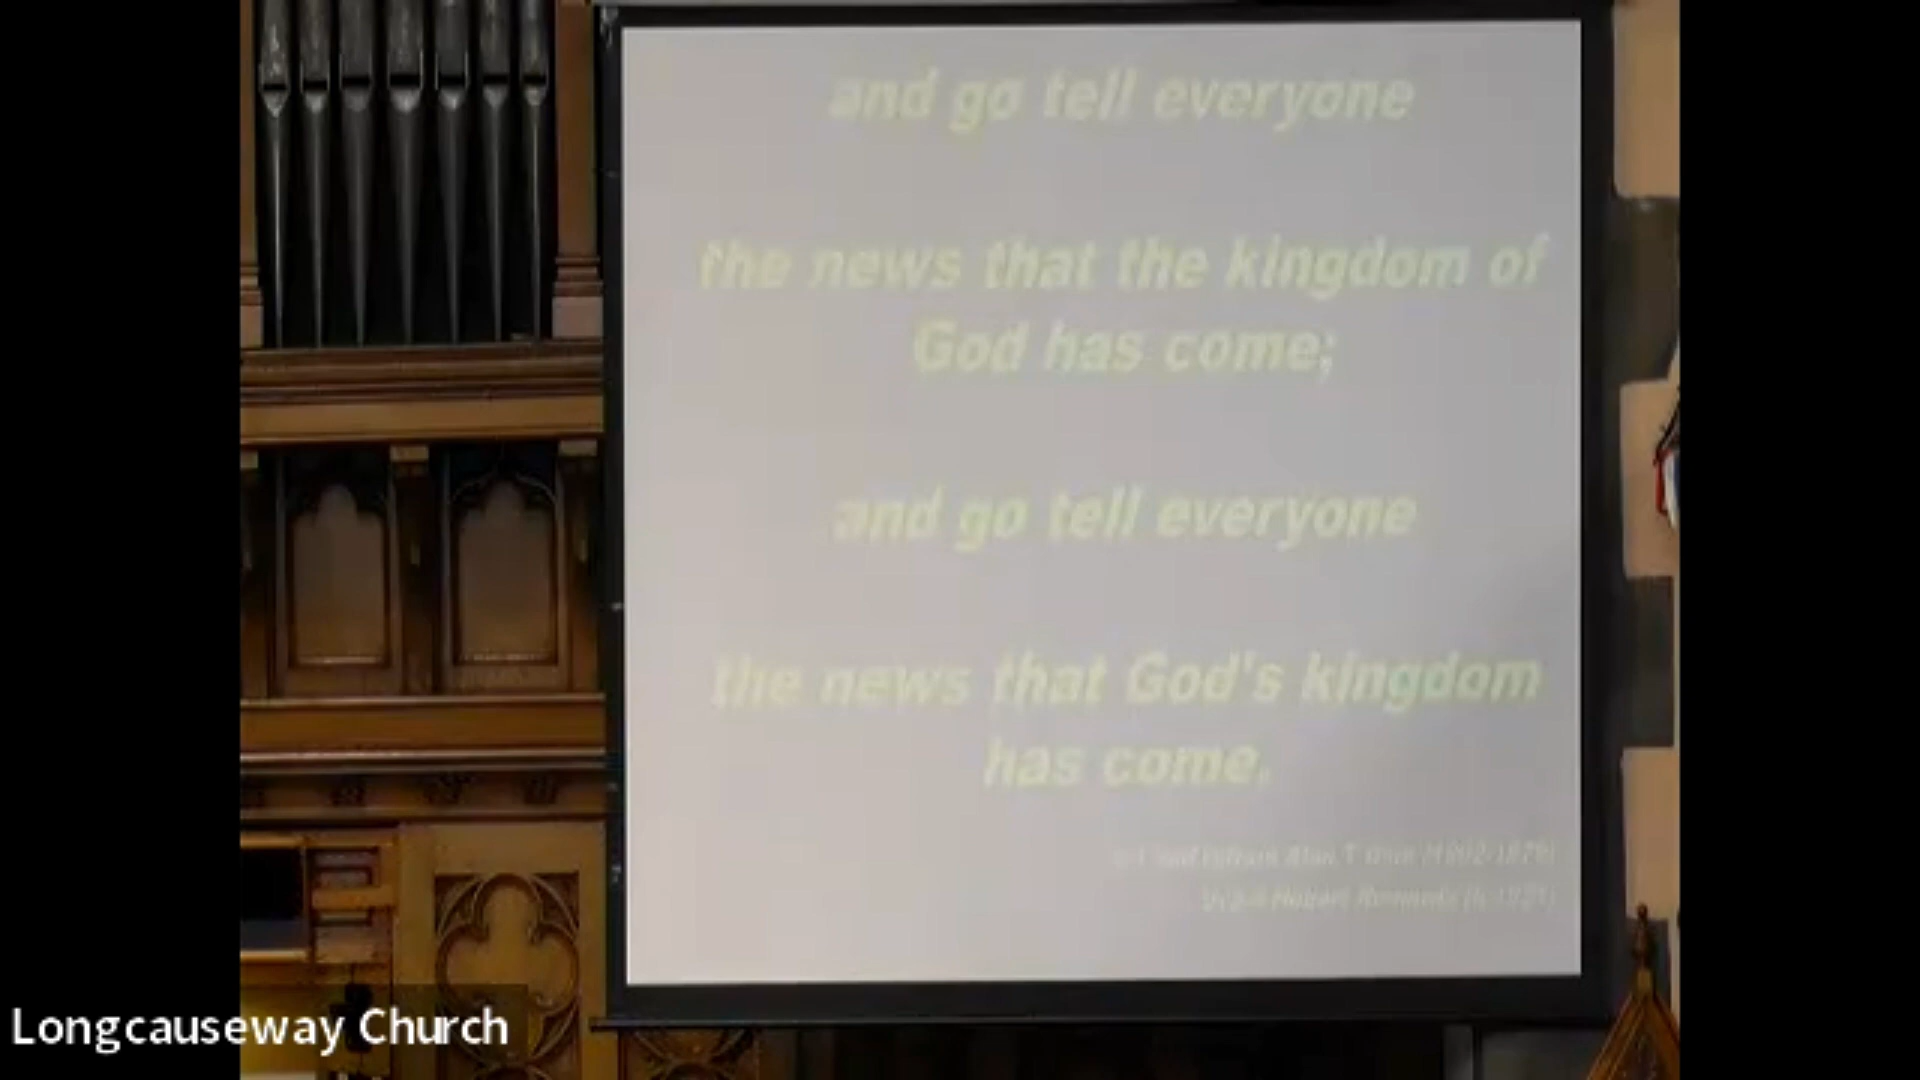 and go tell everyone
the news that the kingdom of
God has come;
and go tell everyone
the news that God's kingdom
has come.
Longcauseway Church